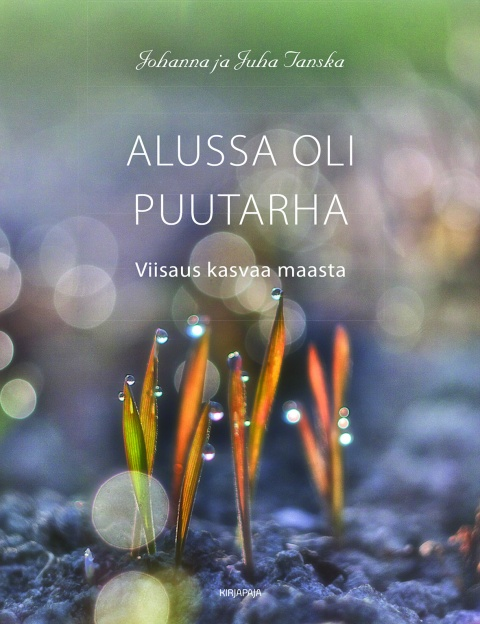 Johanna ja Juha Tanska
ALUSSA OLI
PUUTARHA
Viisaus kasvaa maasta
KIRJAPAJA